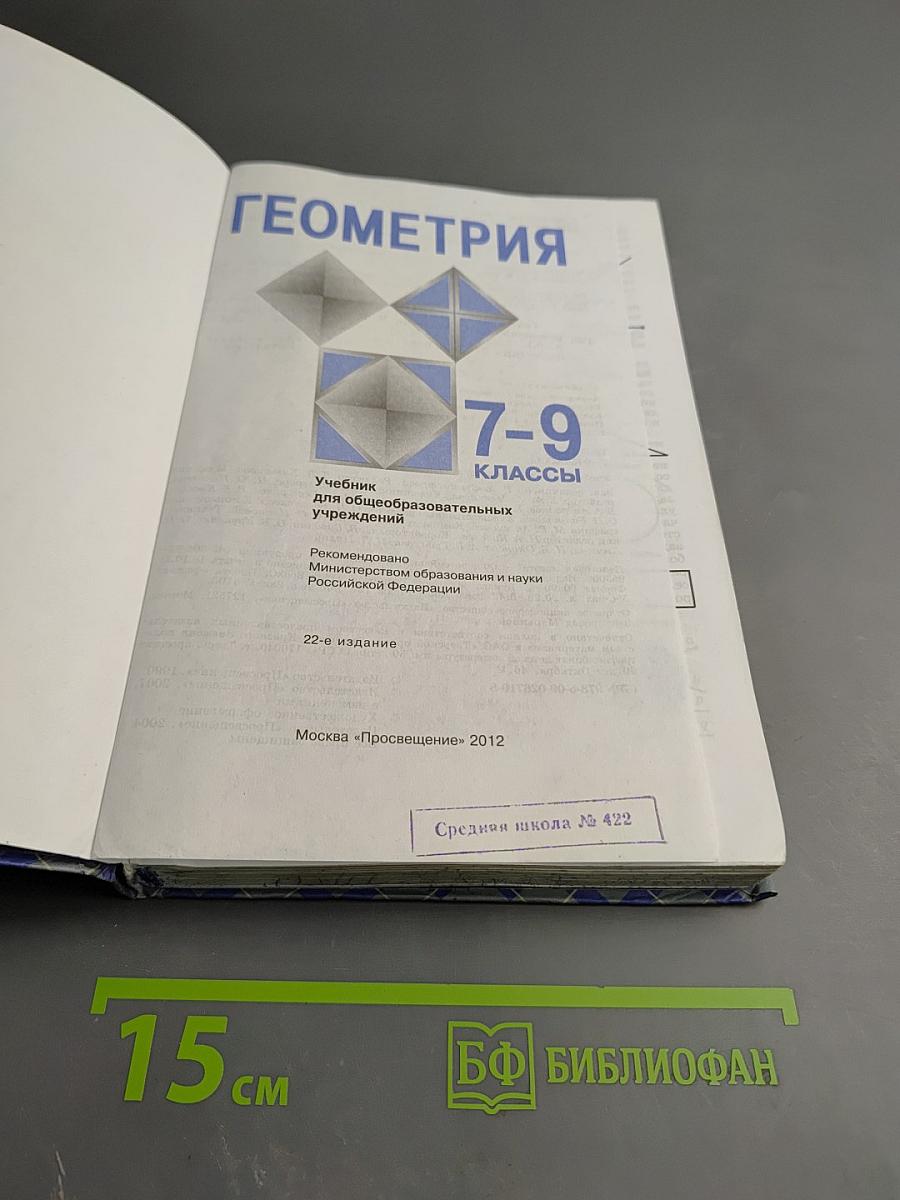 ГЕОМЕТРИЯ
7–9
КЛАССЫ
Учебник
для общеобразовательных
учреждений
Рекомендовано
Министерством образования и науки
Российской Федерации
22-е издание
Москва «Просвещение» 2012
Средняя школа № 422
15 см
БФ БИБЛИОФАН